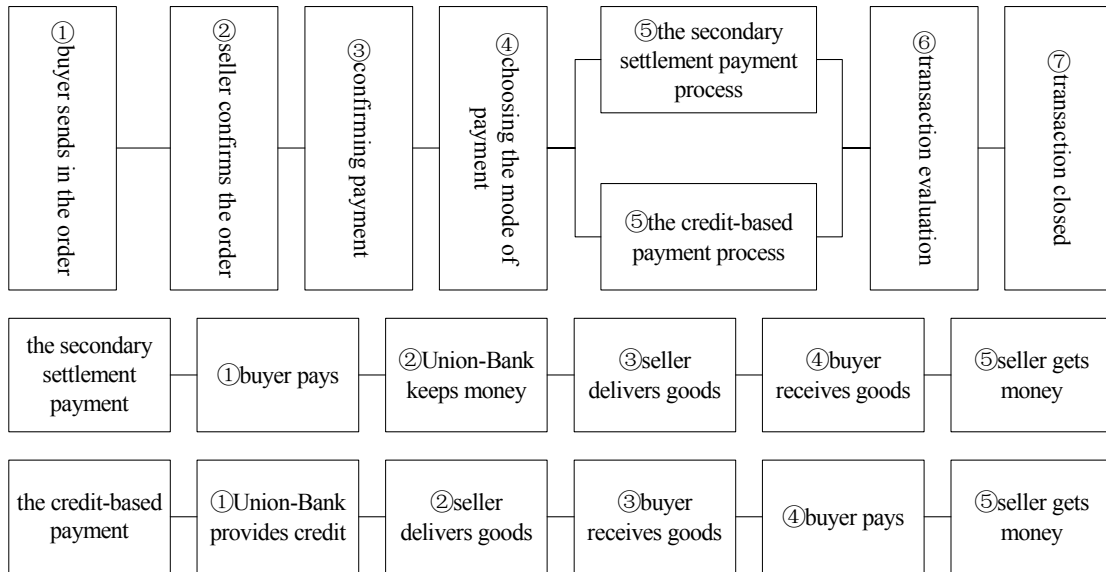 ①buyer sends in the order
②seller confirms the order
③confirming payment
④choosing the mode of
payment
⑤the secondary
settlement payment
process
⑤the credit-based
payment process
⑥transaction evaluation
⑦transaction closed
the secondary
settlement
payment
①buyer pays
②Union-Bank
keeps money
③seller
delivers goods
④buyer
receives goods
⑤seller gets
money
the credit-based
payment
①Union-Bank
provides credit
②seller
delivers goods
③buyer
receives goods
④buyer pays
⑤seller gets
money